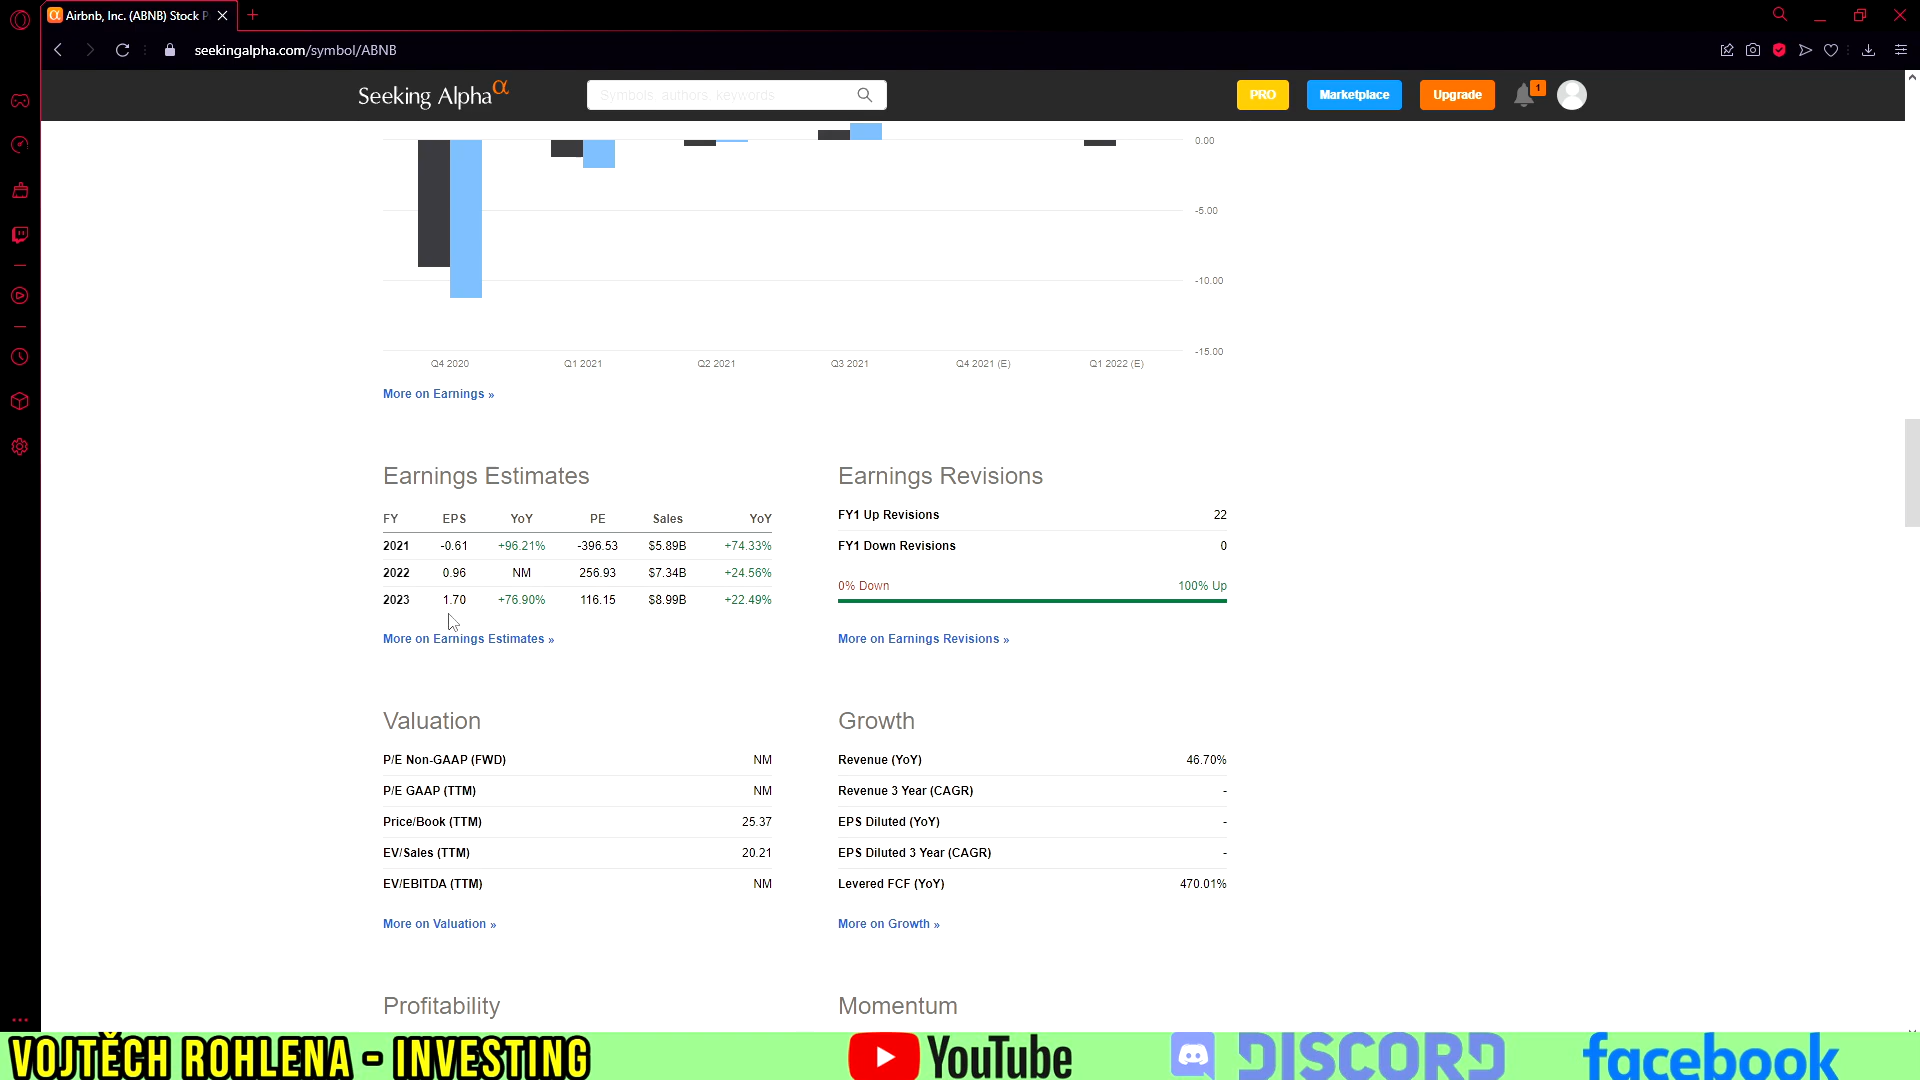 Airbnb, Inc. (ABNB) Stock P
seekingalpha.com/symbol/ABNB
Seeking Alpha α
Symbols, authors, keywords
PRO
Marketplace
Upgrade
1
0.00
-5.00
-10.00
-15.00
Q4 2020 Q1 2021 Q2 2021 Q3 2021 Q4 2021 (E) Q1 2022 (E)
More on Earnings »
Earnings Estimates
FY EPS YoY PE Sales YoY
2021 -0.61 +96.21% -396.53 $5.89B +74.33%
2022 0.96 NM 256.93 $7.34B +24.56%
2023 1.70 +76.90% 116.15 $8.99B +22.49%
More on Earnings Estimates »
Earnings Revisions
FY1 Up Revisions 22
FY1 Down Revisions 0
0% Down 100% Up
More on Earnings Revisions »
Valuation
P/E Non-GAAP (FWD) NM
P/E GAAP (TTM) NM
Price/Book (TTM) 25.37
EV/Sales (TTM) 20.21
EV/EBITDA (TTM) NM
More on Valuation »
Growth
Revenue (YoY) 46.70%
Revenue 3 Year (CAGR) -
EPS Diluted (YoY) -
EPS Diluted 3 Year (CAGR) -
Levered FCF (YoY) 470.01%
More on Growth »
Profitability
Momentum
VOJTĚCH ROHLENA - INVESTING
YouTube
DISCORD
facebook